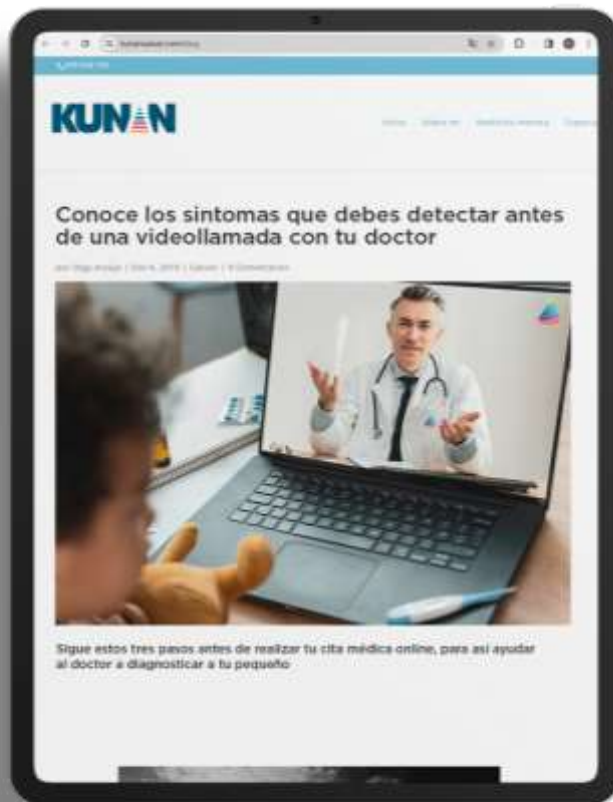 KUNAN
Conoce los sintomas que debes detectar antes
de una videollamada con tu doctor
Sigue estos tres pasos antes de realizar tu cita médica online, para así ayudar
al doctor a diagnosticar a tu pequeño